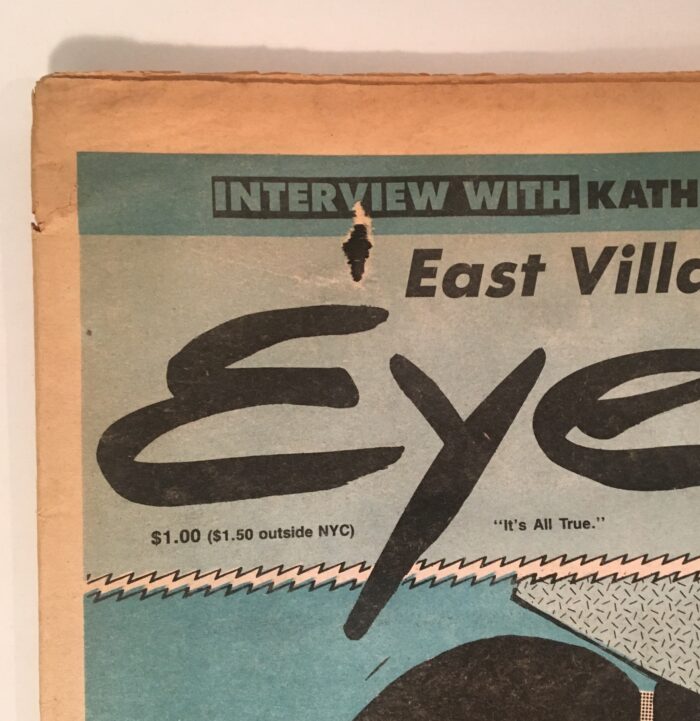 INTERVIEW WITH KATH
East Villa
Eye
$1.00 ($1.50 outside NYC)
"It's All True."